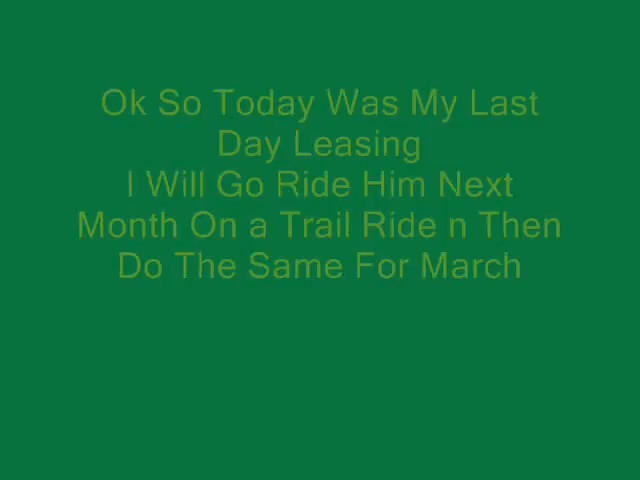 Ok So Today Was My Last
Day Leasing
I Will Go Ride Him Next
Month On a Trail Ride n Then
Do The Same For March